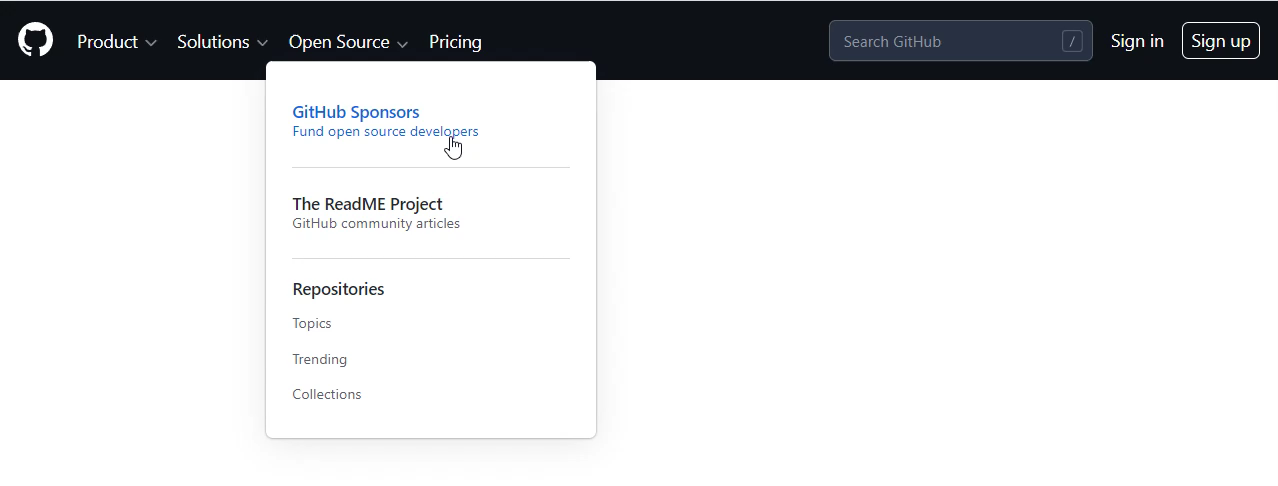 Product Solutions Open Source Pricing Search GitHub / Sign in Sign up
GitHub Sponsors
Fund open source developers
The ReadME Project
GitHub community articles
Repositories
Topics
Trending
Collections